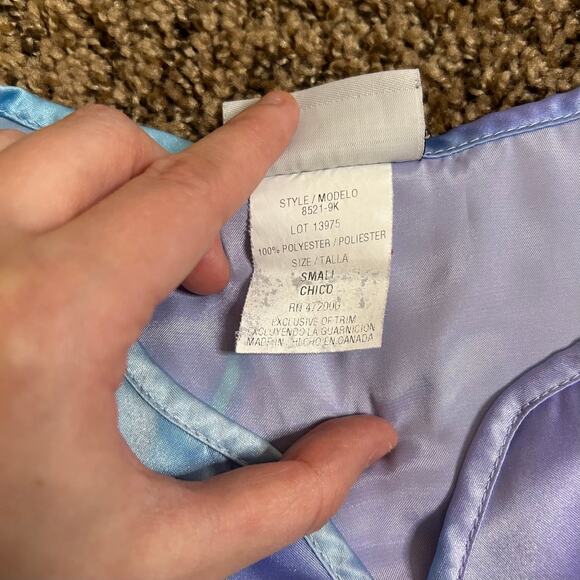 STYLE / MODELO
8521-9K
LOT 13975
100% POLYESTER / POLIESTER
SIZE / TALLA
SMALL
CHICO
RN 472000
EXCLUSIVE OF TRIM
EXCLUYENDO LA GUARNICION
MADE IN / HECHO EN CANADA